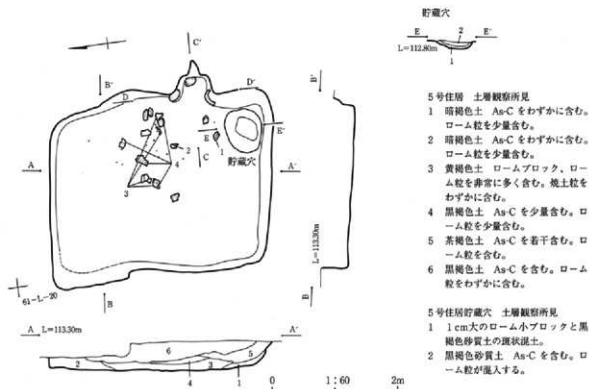 貯蔵穴
E
2
E'
L=112.80m
1
C'
B'
D
D'
B'
E
E'
A
2
1
C
4
貯蔵穴
A'
3
L=113.30m
61-L-20
B
B
A L=113.30m
A'
6
5
2
3
4
1
0
1:60
2m
5号住居 土層観察所見
1 暗褐色土 As-C をわずかに含む。
ローム粒を少量含む。
2 暗褐色土 As-C をわずかに含む。
ローム粒を少量含む。
3 黄褐色土 ロームブロック、ロ
ーム粒を非常に多く含む。焼土粒を
わずかに含む。
4 黒褐色土 As-C を少量含む。ロ
ーム粒を少量含む。
5 茶褐色土 As-C を若干含む。ロ
ーム粒を含む。
6 黒褐色土 As-C を含む。ローム
粒をわずかに含む。
5号住居貯蔵穴 土層観察所見
1 1cm大のローム小ブロックと黒
褐色砂質土の斑状混土。
2 黒褐色砂質土 As-C を含む。ロ
ーム粒が混入する。